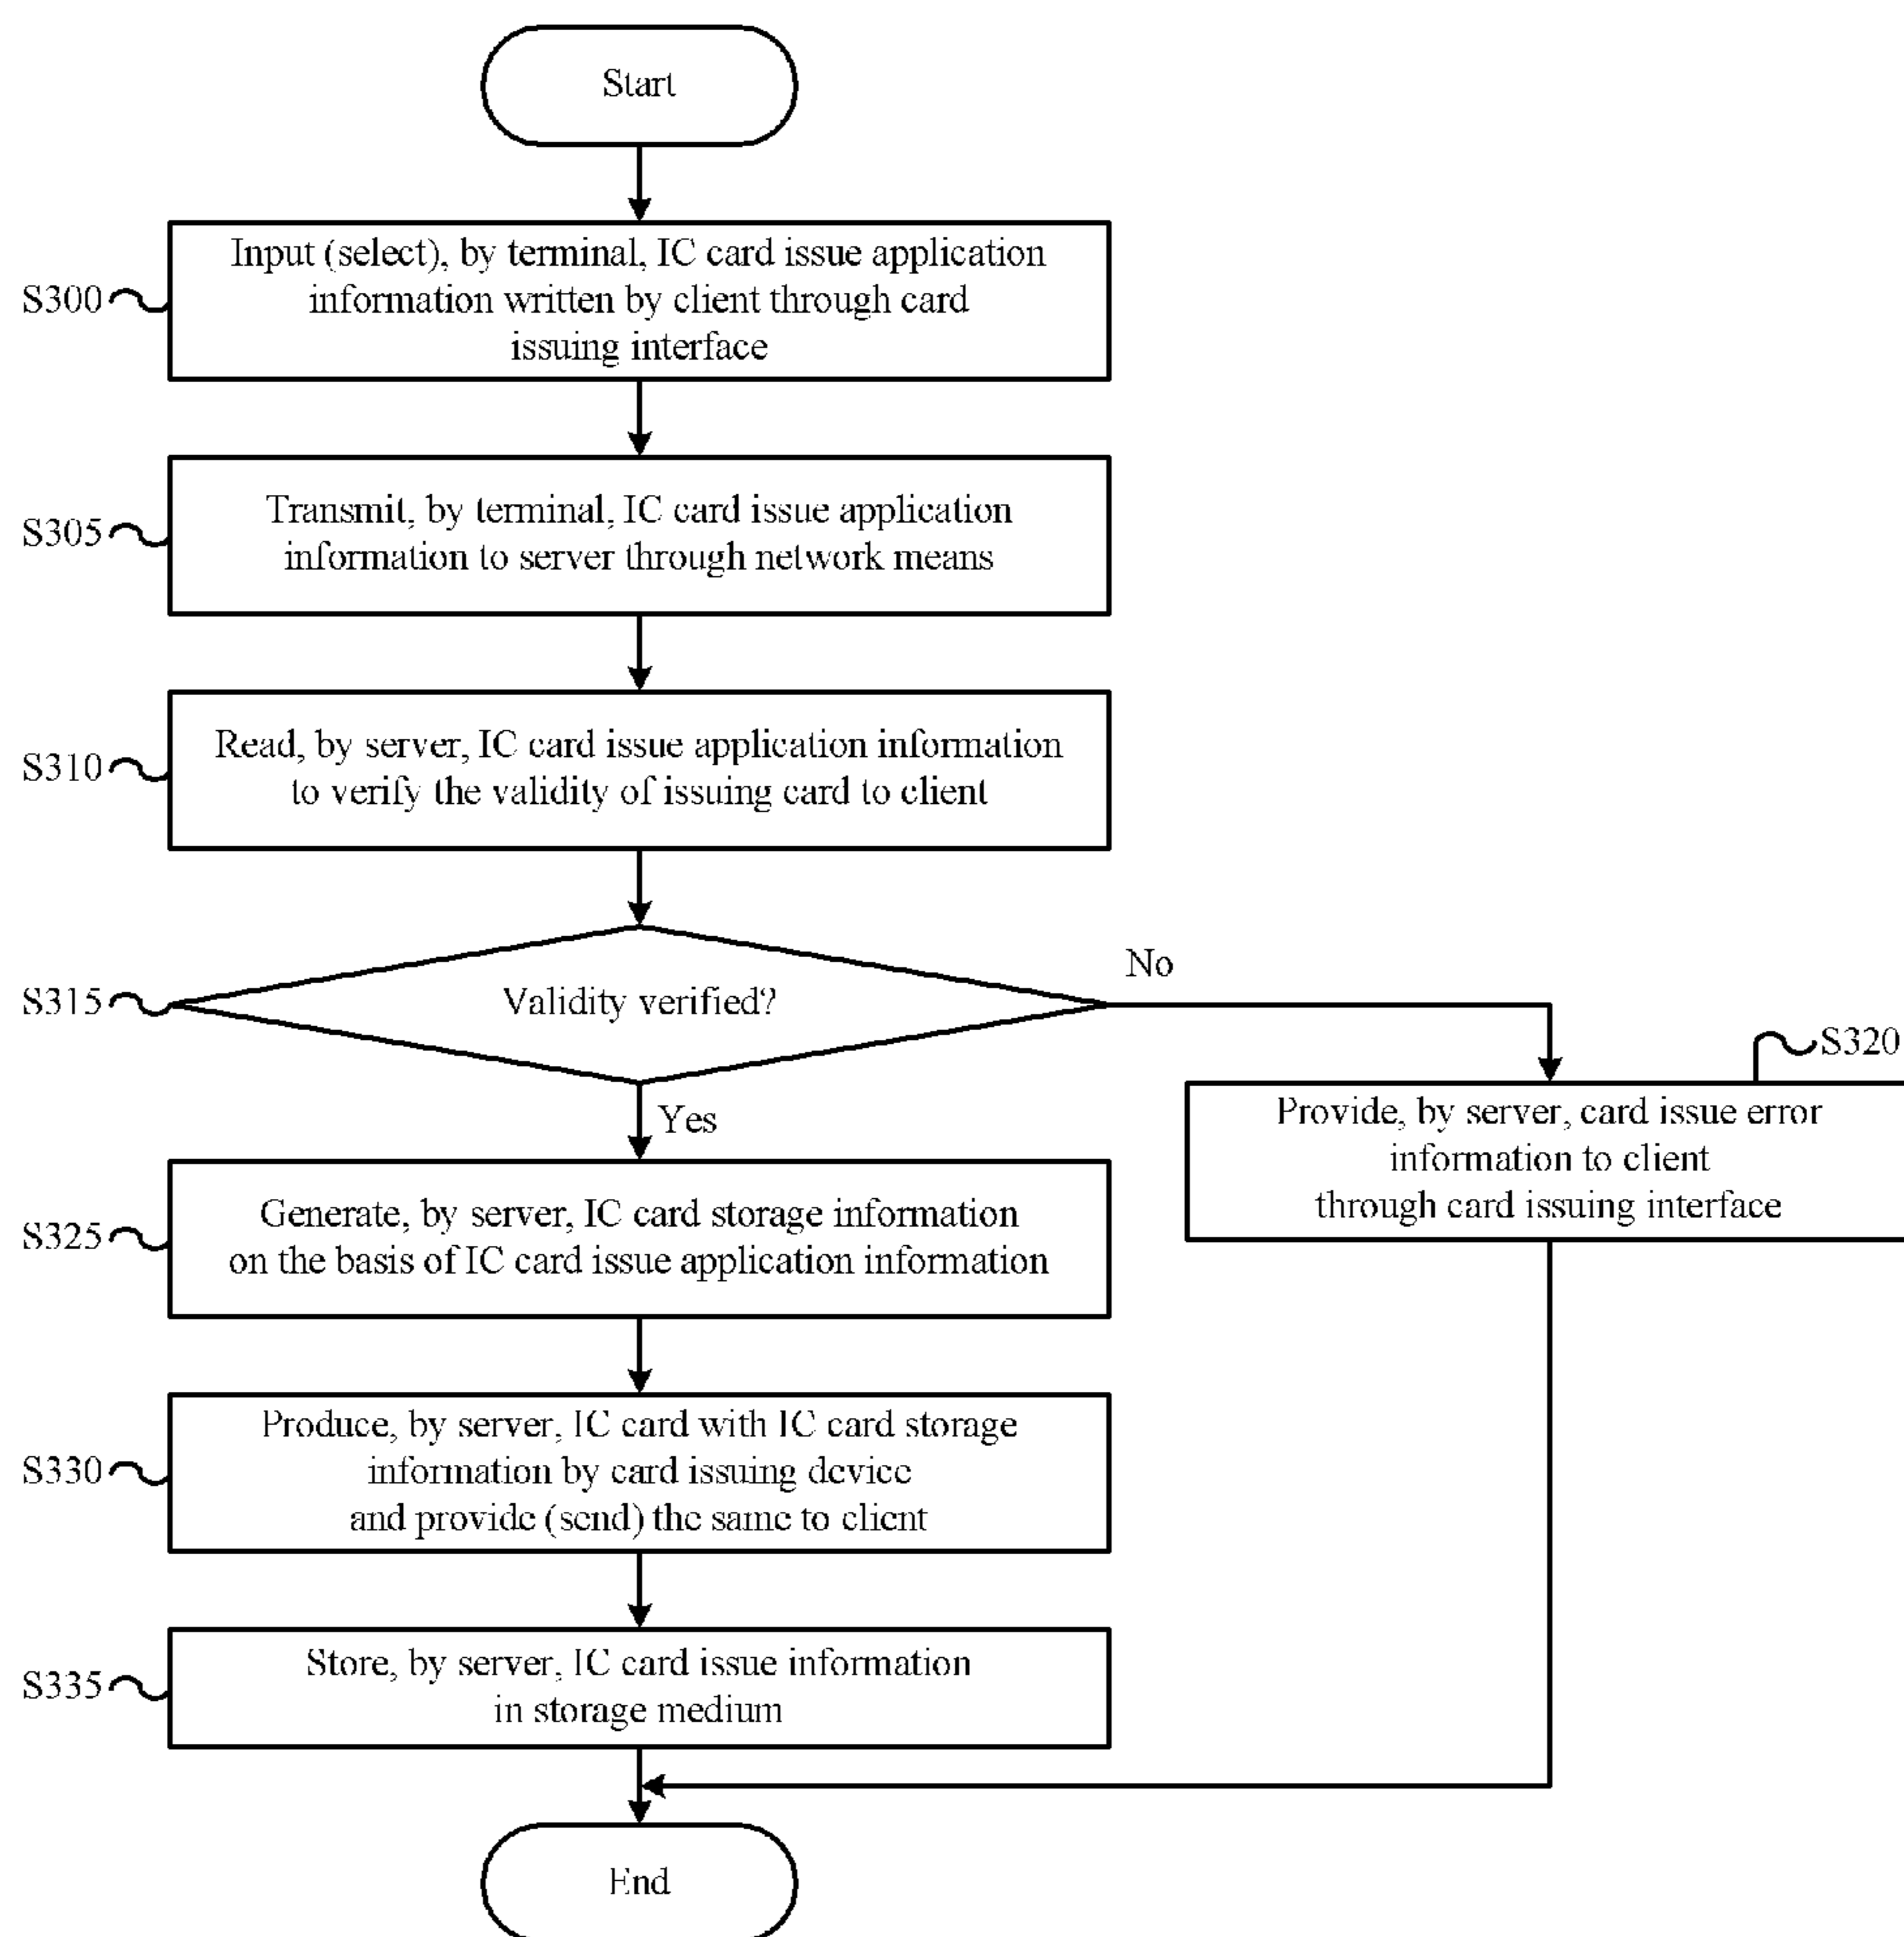 Start
S300
Input (select), by terminal, IC card issue application
information written by client through card
issuing interface
S305
Transmit, by terminal, IC card issue application
information to server through network means
S310
Read, by server, IC card issue application information
to verify the validity of issuing card to client
S315
Validity verified?
No
Yes
S320
Provide, by server, card issue error
information to client
through card issuing interface
S325
Generate, by server, IC card storage information
on the basis of IC card issue application information
S330
Produce, by server, IC card with IC card storage
information by card issuing device
and provide (send) the same to client
S335
Store, by server, IC card issue information
in storage medium
End